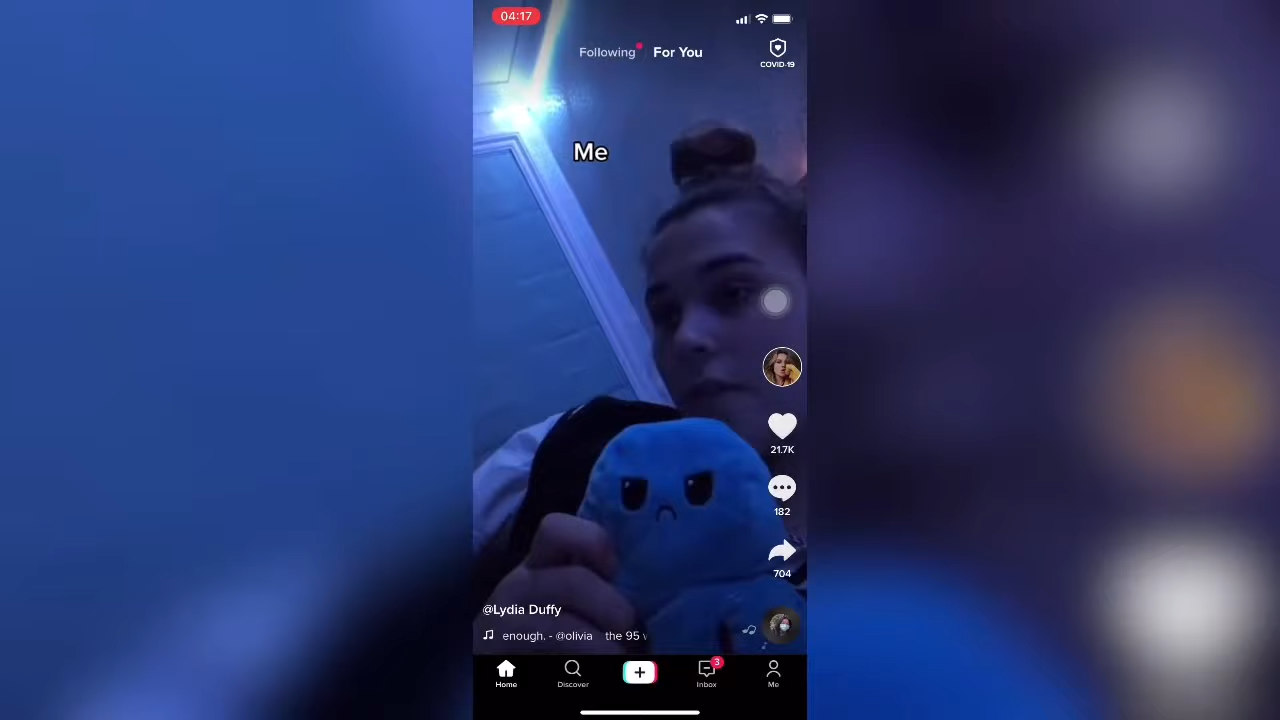 04:17
Following For You
COVID-19
Me
21.7K
182
704
@Lydia Duffy
enough. - @olivia the 95
3
Home Discover Inbox Me